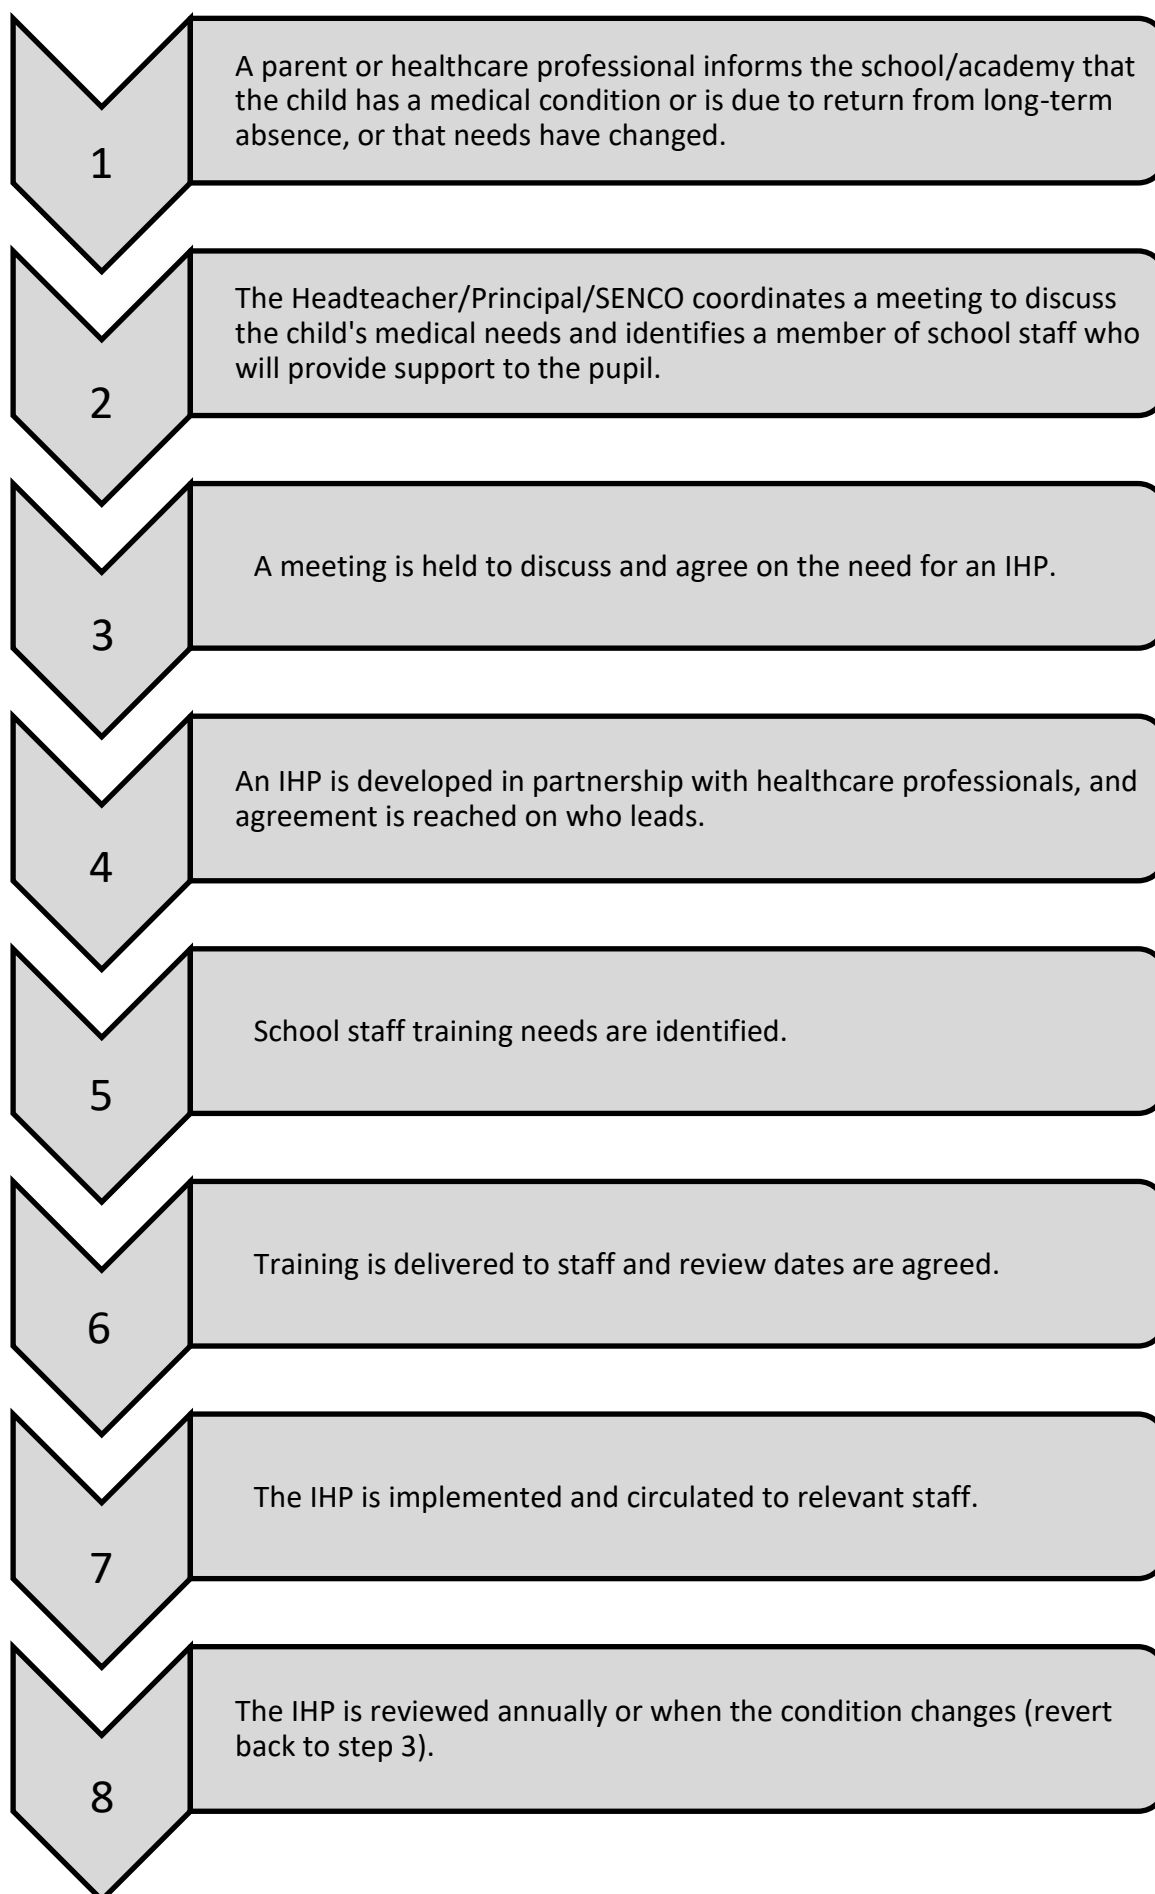 1
A parent or healthcare professional informs the school/academy that
the child has a medical condition or is due to return from long-term
absence, or that needs have changed.
2
The Headteacher/Principal/SENCO coordinates a meeting to discuss
the child's medical needs and identifies a member of school staff who
will provide support to the pupil.
3
A meeting is held to discuss and agree on the need for an IHP.
4
An IHP is developed in partnership with healthcare professionals, and
agreement is reached on who leads.
5
School staff training needs are identified.
6
Training is delivered to staff and review dates are agreed.
7
The IHP is implemented and circulated to relevant staff.
8
The IHP is reviewed annually or when the condition changes (revert
back to step 3).